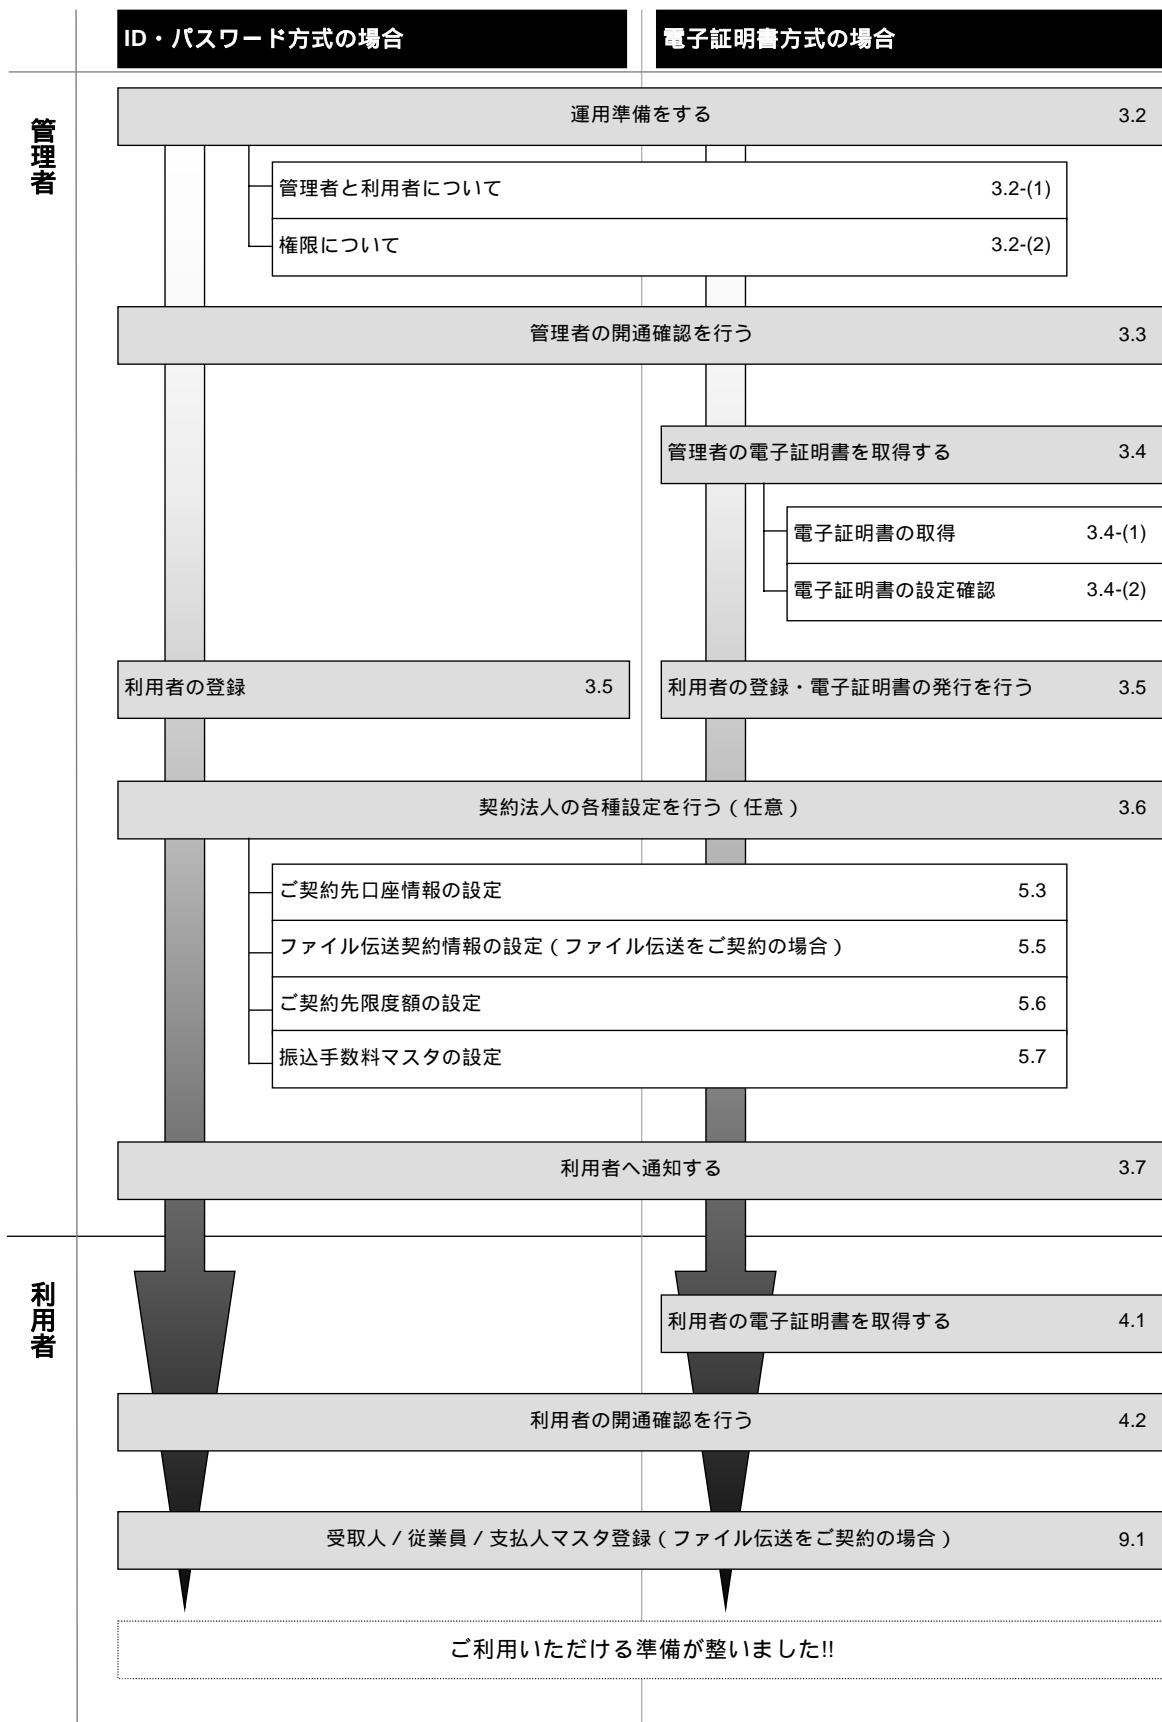 ID・パスワード方式の場合
電子証明書方式の場合
管理者
運用準備をする 3.2
管理者と利用者について 3.2-(1)
権限について 3.2-(2)
管理者の開通確認を行う 3.3
管理者の電子証明書を取得する 3.4
電子証明書の取得 3.4-(1)
電子証明書の設定確認 3.4-(2)
利用者の登録 3.5
利用者の登録・電子証明書の発行を行う 3.5
契約法人の各種設定を行う(任意) 3.6
ご契約先口座情報の設定 5.3
ファイル伝送契約情報の設定(ファイル伝送をご契約の場合) 5.5
ご契約先限度額の設定 5.6
振込手数料マスタの設定 5.7
利用者へ通知する 3.7
利用者
利用者の電子証明書を取得する 4.1
利用者の開通確認を行う 4.2
受取人/従業員/支払人マスタ登録(ファイル伝送をご契約の場合) 9.1
ご利用いただける準備が整いました!!